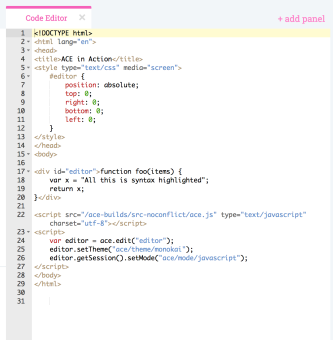 Code Editor ×
+ add panel
1 <!DOCTYPE html>
2 <html lang="en">
3 <head>
4 <title>ACE in Action</title>
5 <style type="text/css" media="screen">
6 #editor {
7 position: absolute;
8 top: 0;
9 right: 0;
10 bottom: 0;
11 left: 0;
12 }
13 </style>
14 </head>
15 <body>
16
17 <div id="editor">function foo(items) {
18 var x = "All this is syntax highlighted";
19 return x;
20 }</div>
21
22 <script src="/ace-builds/src-noconflict/ace.js" type="text/javascript"
charset="utf-8"></script>
23 <script>
24 var editor = ace.edit("editor");
25 editor.setTheme("ace/theme/monokai");
26 editor.getSession().setMode("ace/mode/javascript");
27 </script>
28 </body>
29 </html>
30
31